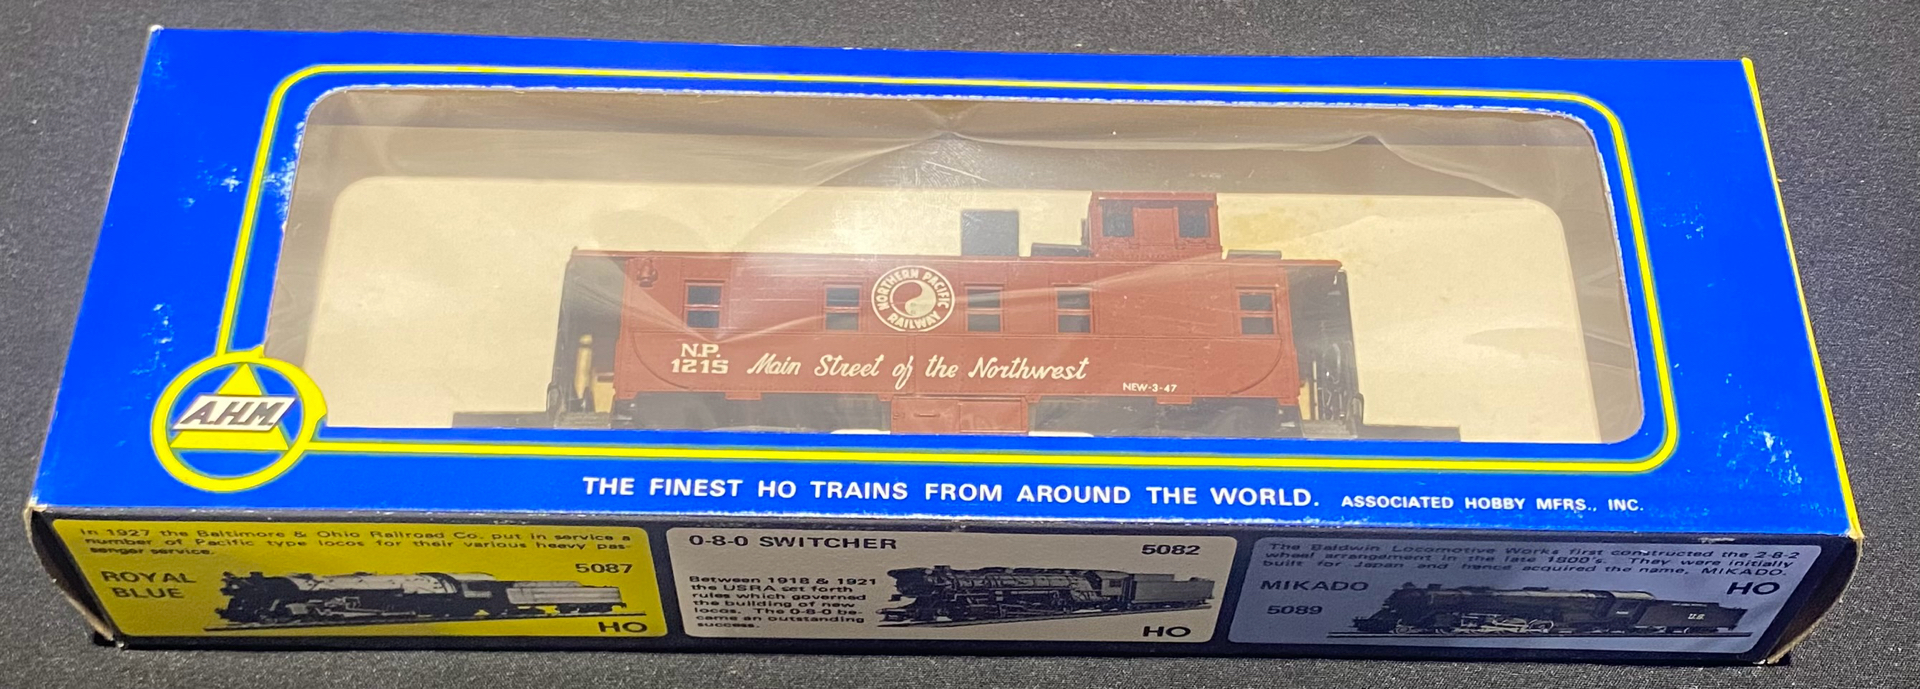 NORTHERN PACIFIC
RAILWAY
N.P.
1215
Main Street of the Northwest
NEW-3-47
A.H.M.
THE FINEST HO TRAINS FROM AROUND THE WORLD. ASSOCIATED HOBBY MFRS., INC.
In 1927 the Baltimore & Ohio Railroad Co. put in service a
number of Pacific type locos for their various heavy pas-
senger service.
ROYAL
BLUE
5087
HO
0-8-0 SWITCHER
5082
Between 1918 & 1921
the USRA set forth
rules which governed
the building of new
locos. The 0-8-0 be-
came an outstanding
success.
HO
The Baldwin Locomotive Works first constructed the 2-8-2
wheel arrangement in the late 1800's. They were initially
built for Japan and hence acquired the name, MIKADO.
MIKADO
HO
5089
U.S.